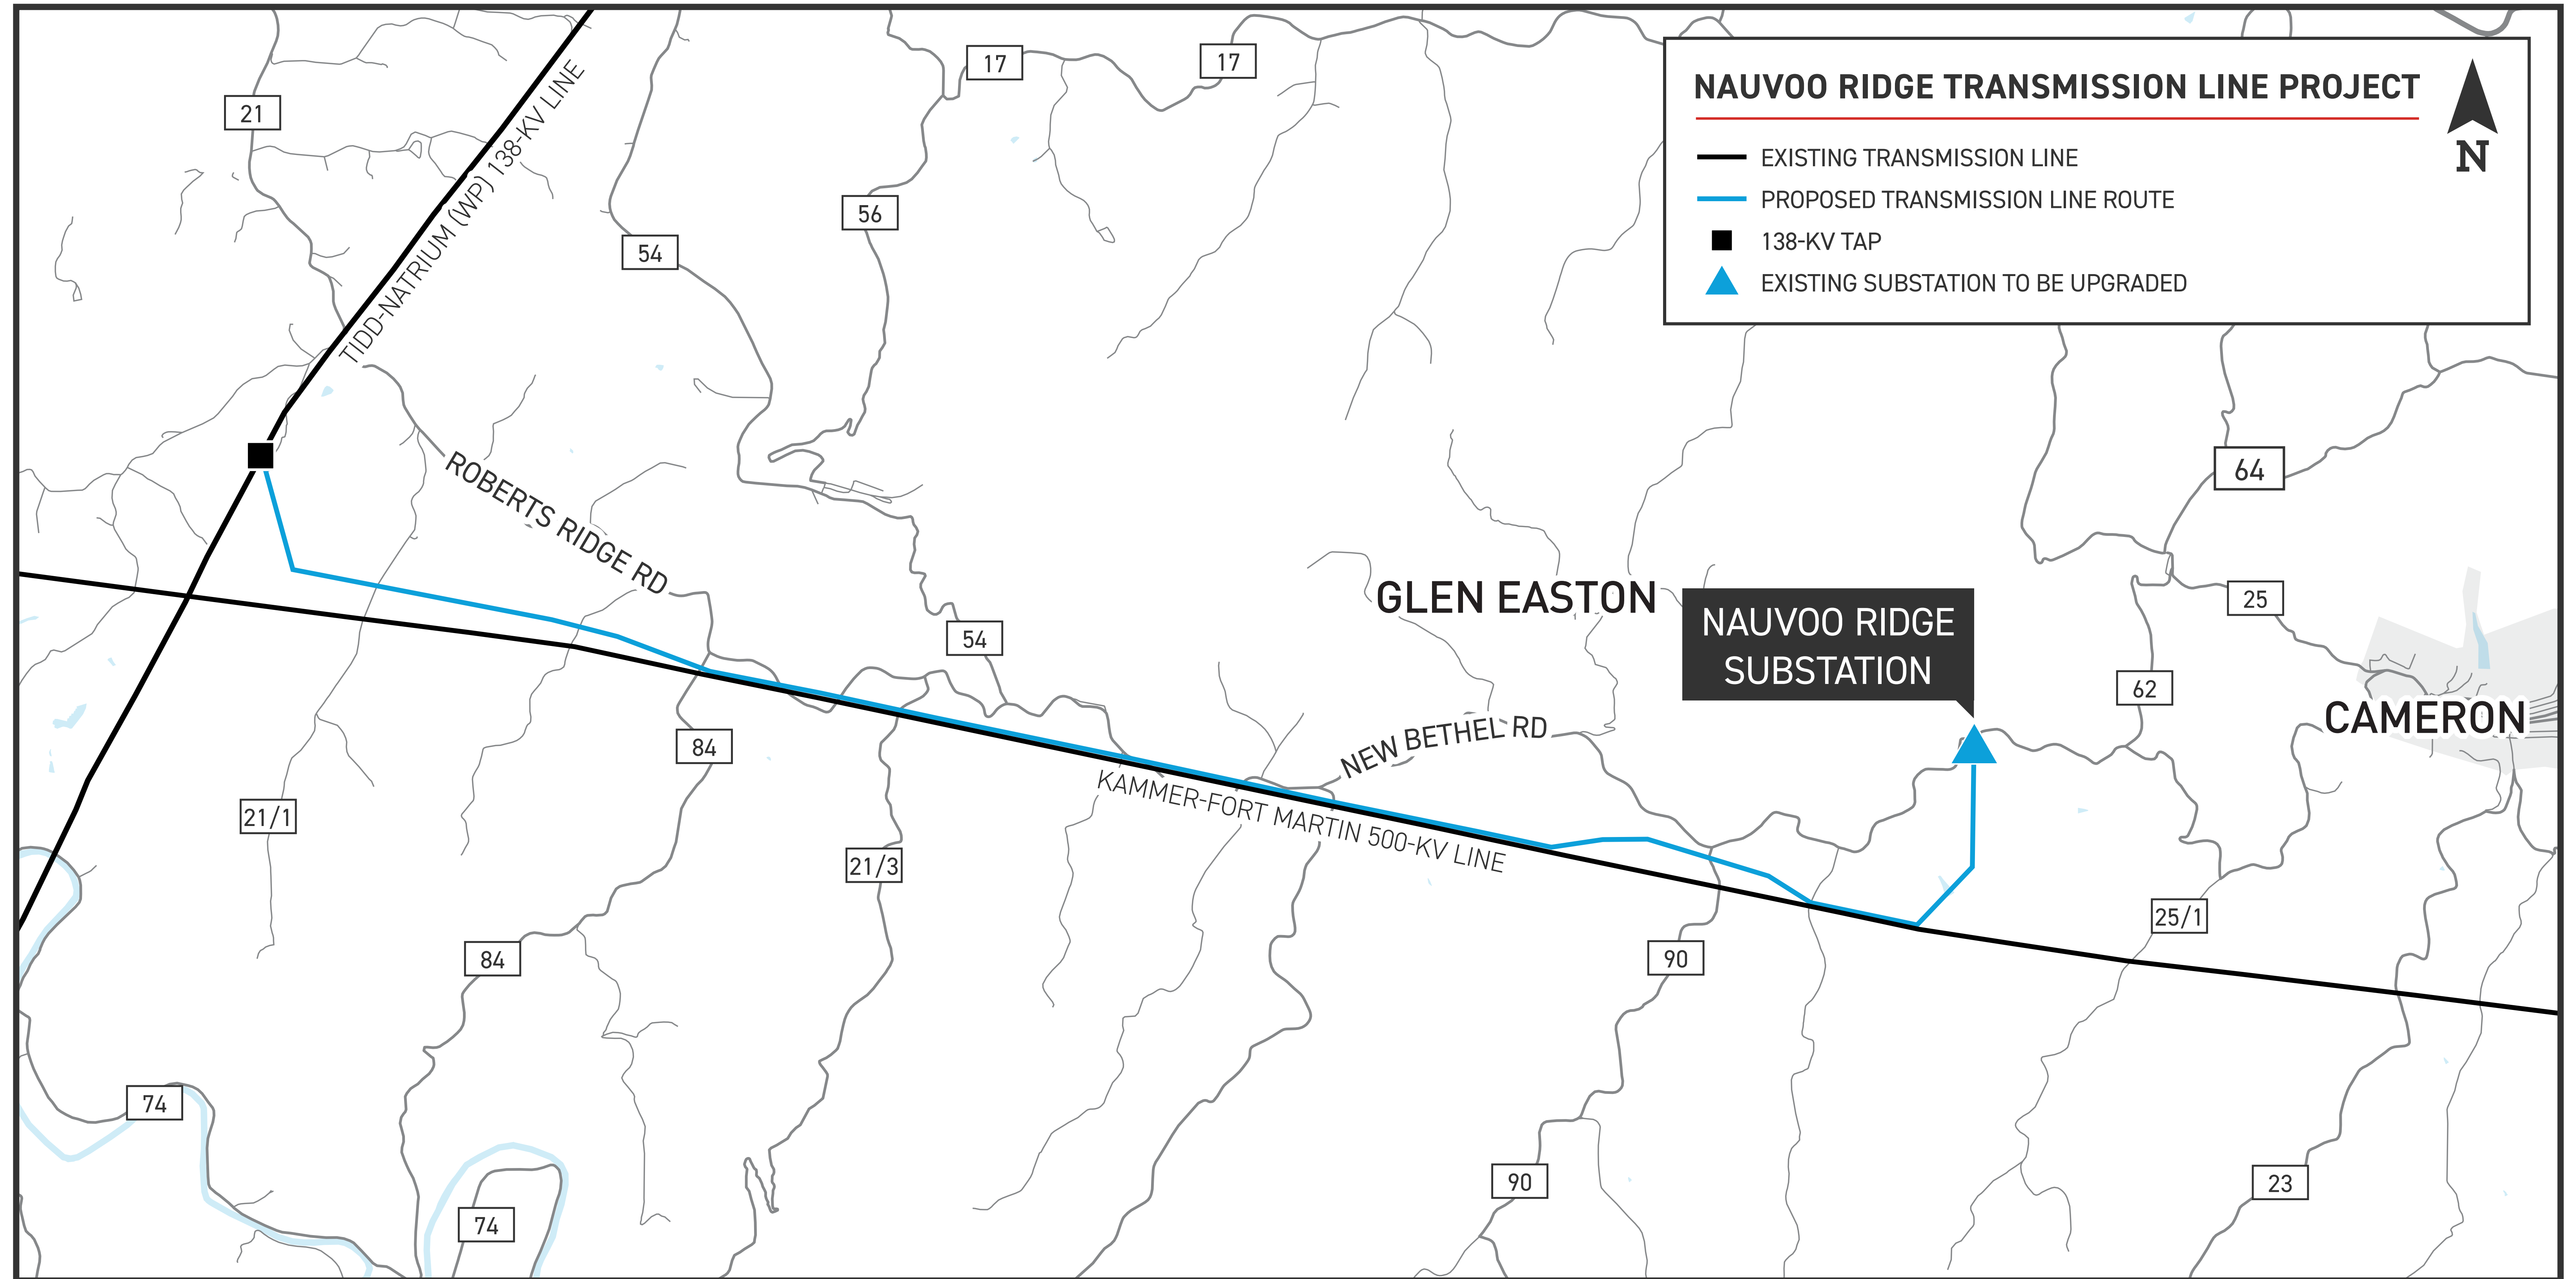 17
17
NAUVOO RIDGE TRANSMISSION LINE PROJECT
N
EXISTING TRANSMISSION LINE
PROPOSED TRANSMISSION LINE ROUTE
138-KV TAP
EXISTING SUBSTATION TO BE UPGRADED
21
TIDD-NATRIUM (WP) 138-KV LINE
56
54
64
ROBERTS RIDGE RD
GLEN EASTON
25
NAUVOO RIDGE
SUBSTATION
54
62
CAMERON
84
NEW BETHEL RD
KAMMER-FORT MARTIN 500-KV LINE
21/1
21/3
25/1
84
90
74
90
23
74